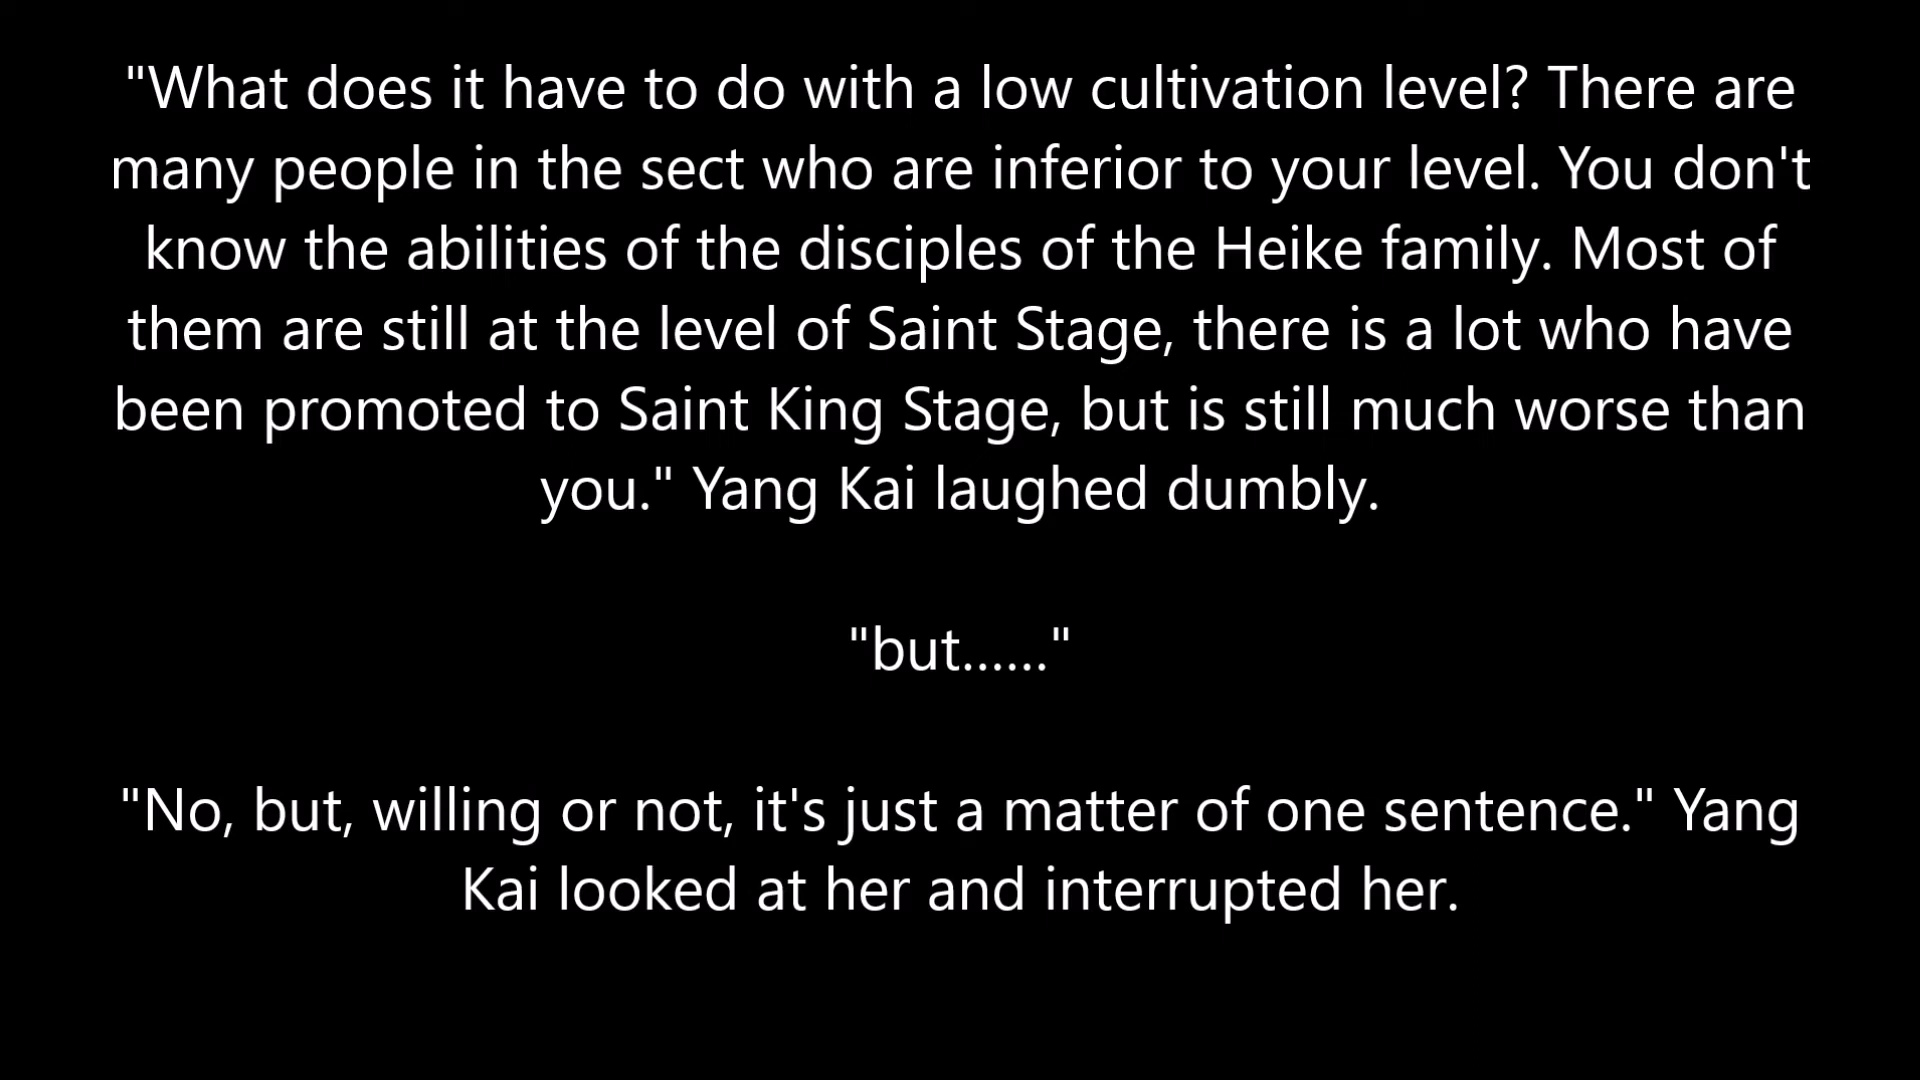 "What does it have to do with a low cultivation level? There are
many people in the sect who are inferior to your level. You don't
know the abilities of the disciples of the Heike family. Most of
them are still at the level of Saint Stage, there is a lot who have
been promoted to Saint King Stage, but is still much worse than
you." Yang Kai laughed dumbly.
"but......"
"No, but, willing or not, it's just a matter of one sentence." Yang
Kai looked at her and interrupted her.